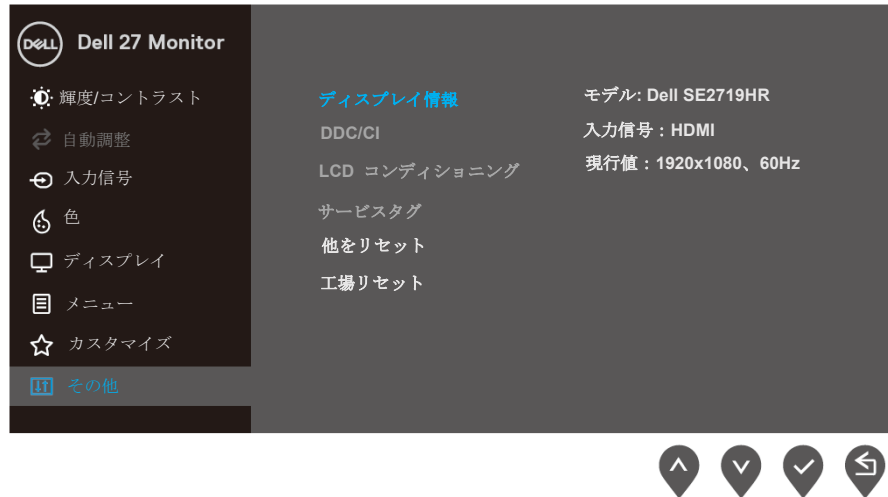 DELL
Dell 27 Monitor
輝度/コントラスト
自動調整
入力信号
色
ディスプレイ
メニュー
カスタマイズ
その他
ディスプレイ情報
DDC/CI
LCD コンディショニング
サービスタグ
他をリセット
工場リセット
モデル: Dell SE2719HR
入力信号：HDMI
現行値：1920x1080、60Hz